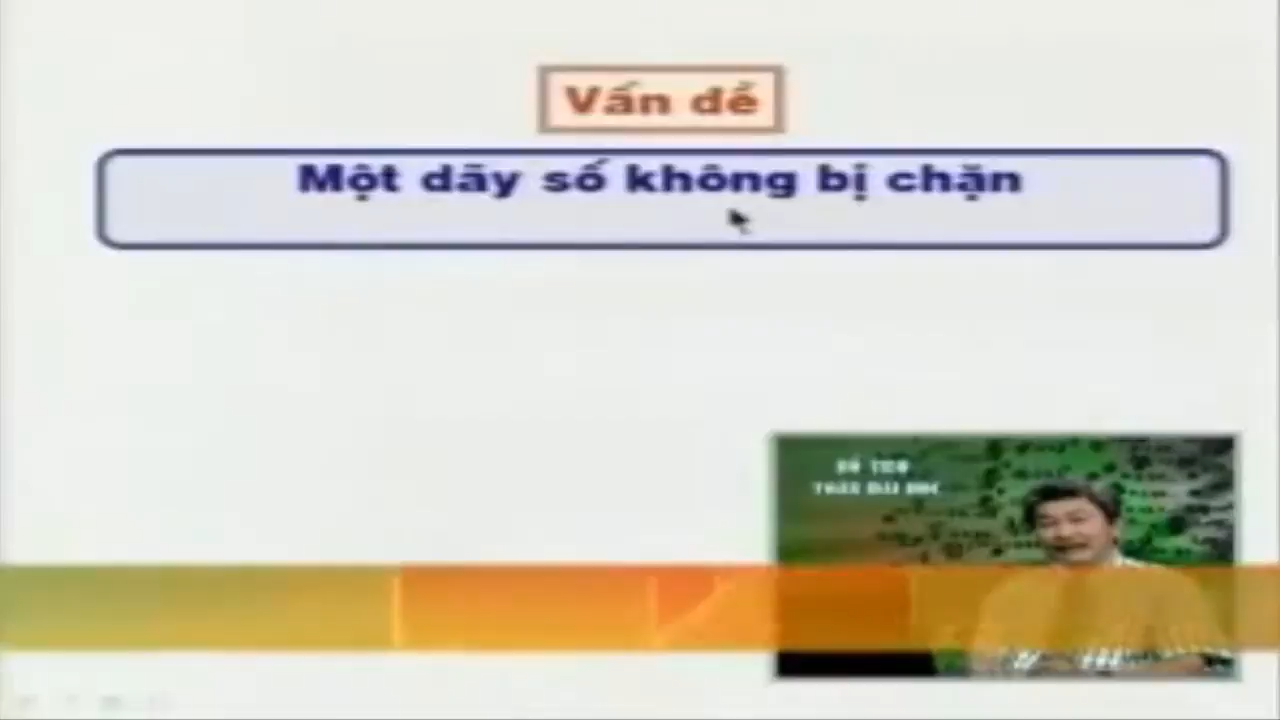 Vấn đề
Một dãy số không bị chặn